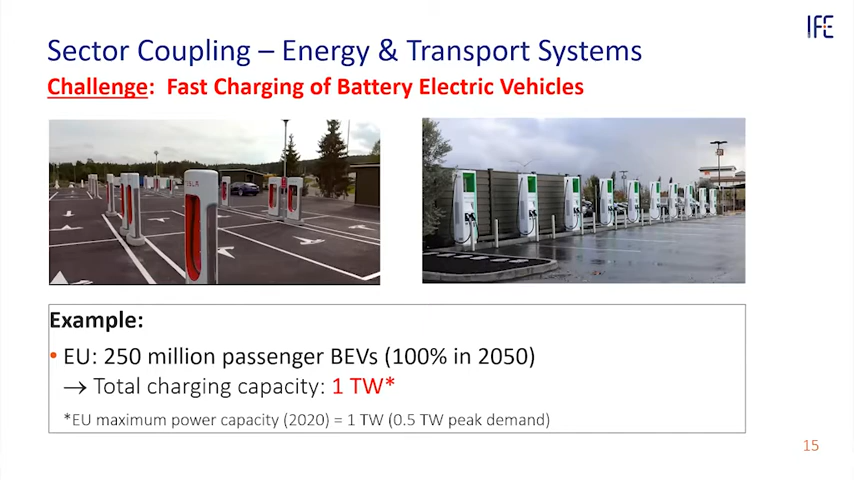 IFE
Sector Coupling – Energy & Transport Systems
Challenge: Fast Charging of Battery Electric Vehicles
TESLA
Example:
• EU: 250 million passenger BEVs (100% in 2050)
→ Total charging capacity: 1 TW*
*EU maximum power capacity (2020) = 1 TW (0.5 TW peak demand)
15